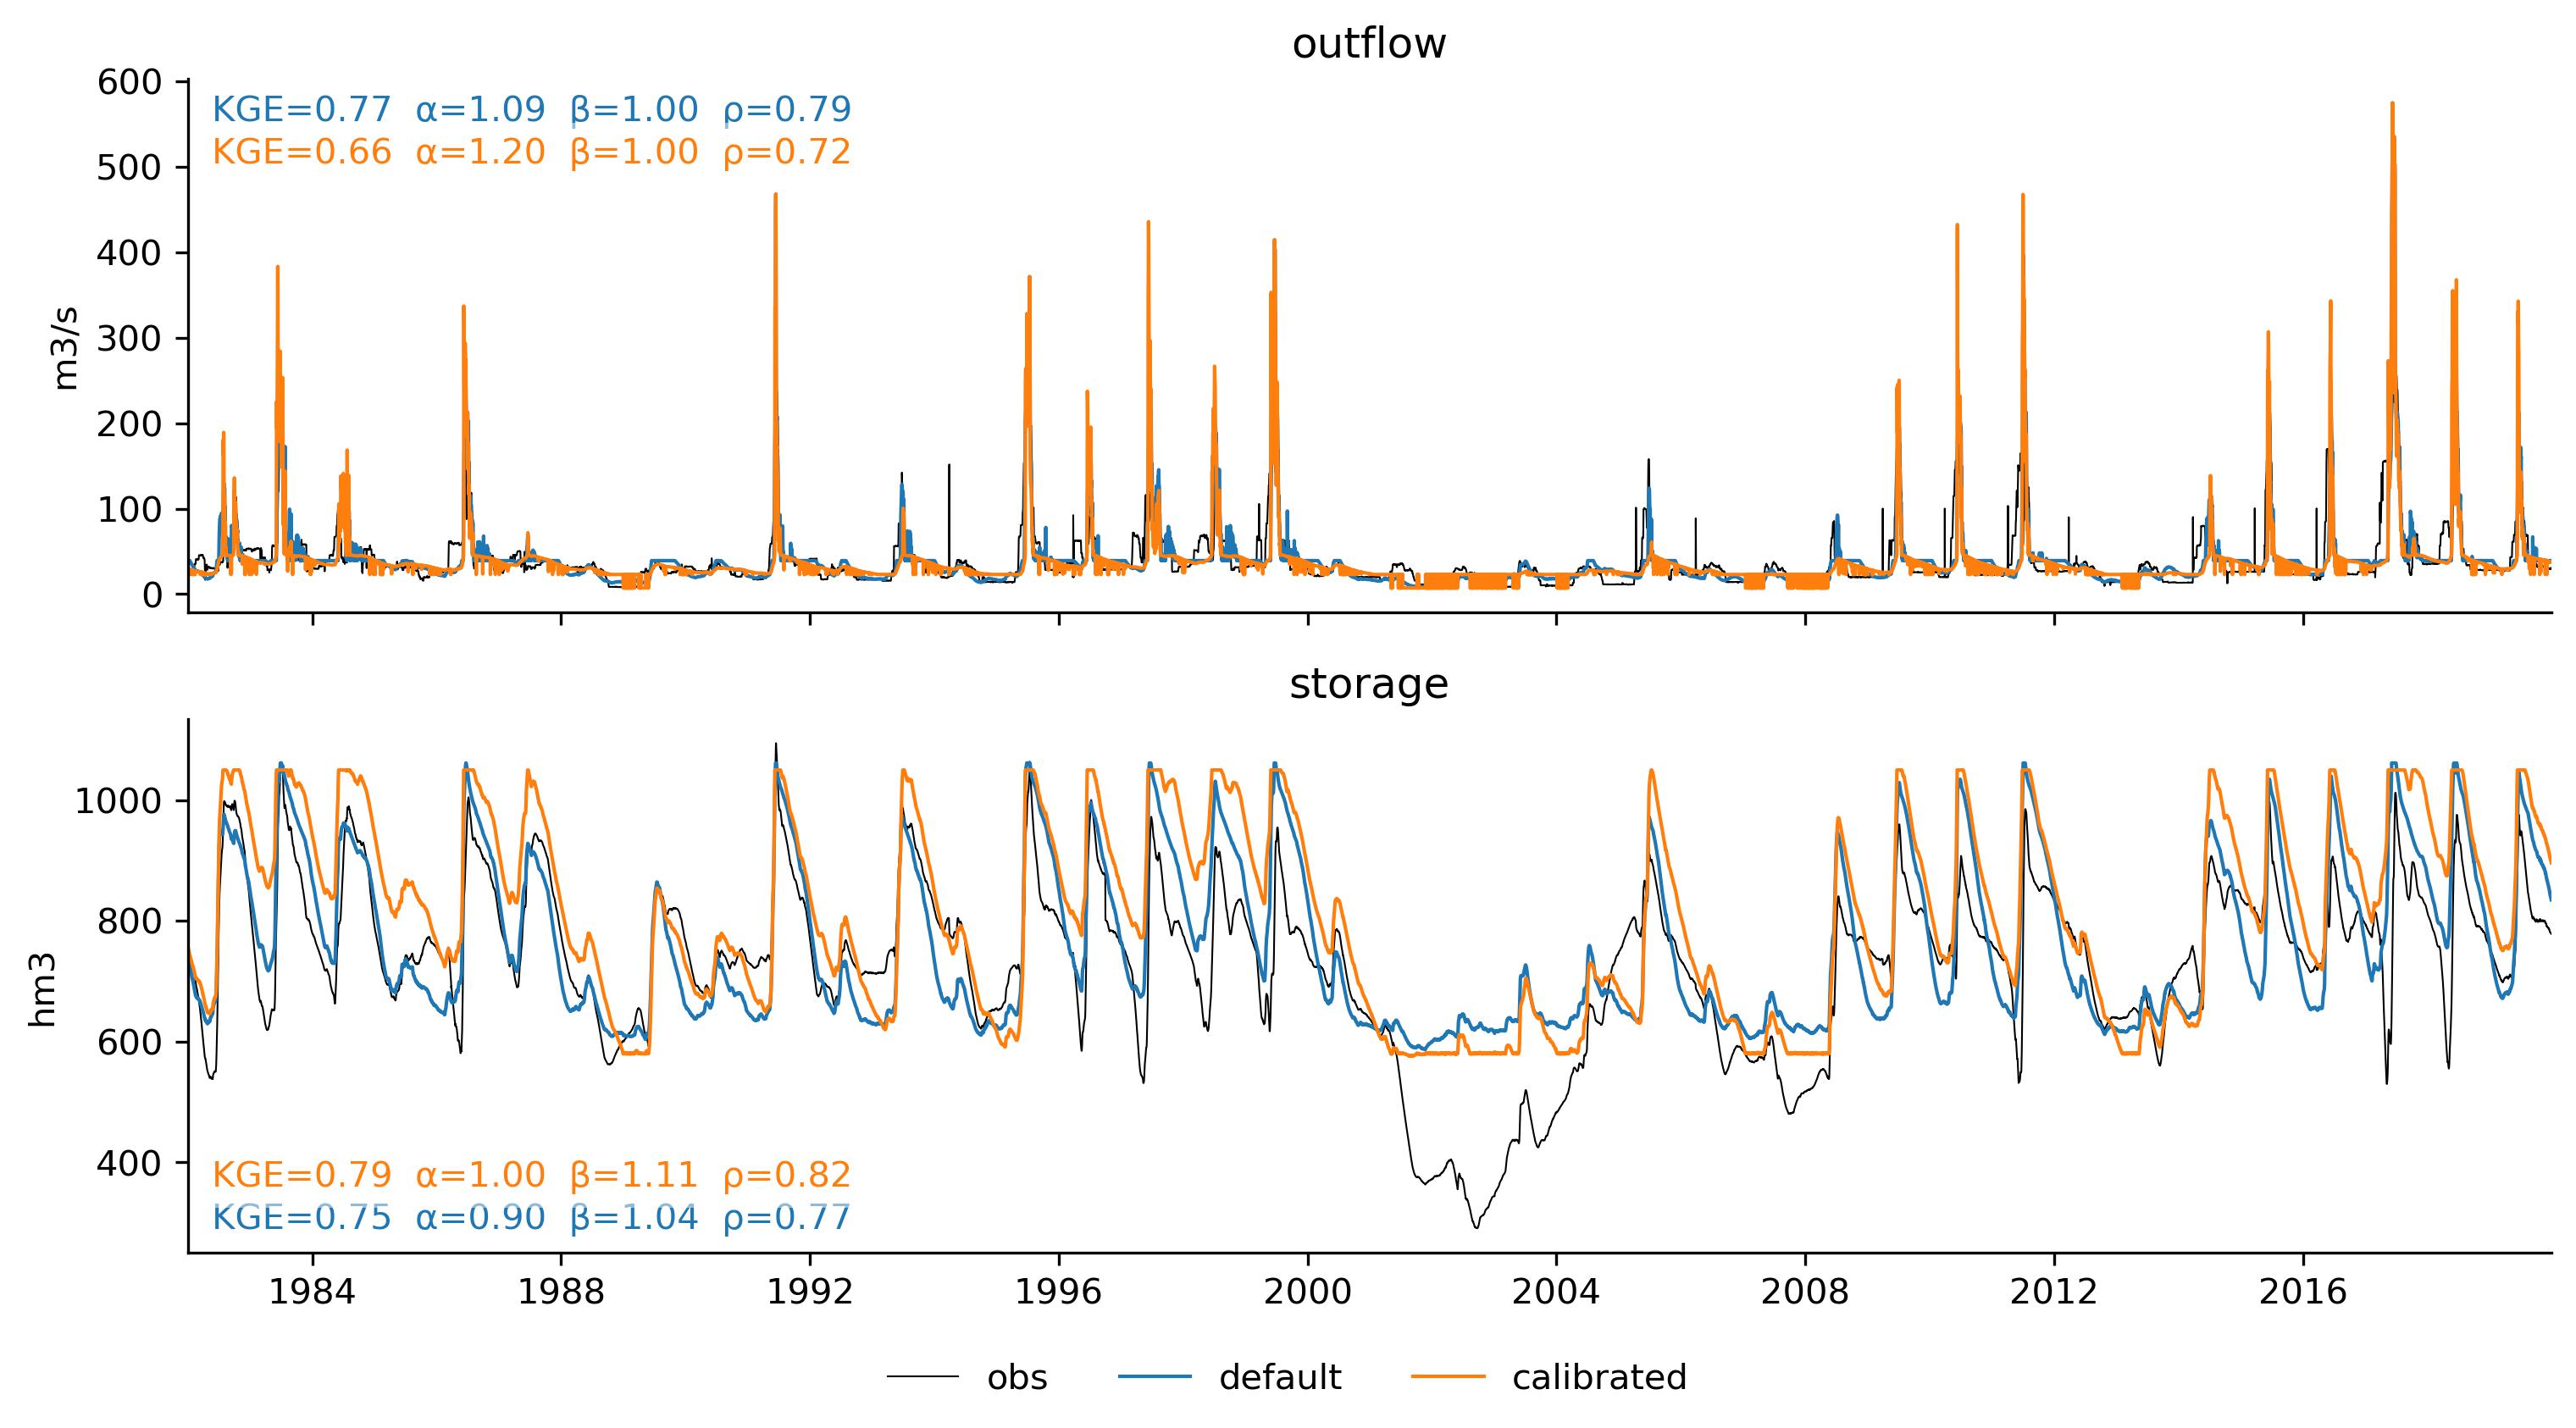 outflow
600
500
400
300
200
100
0
m3/s
KGE=0.77 α=1.09 β=1.00 ρ=0.79
KGE=0.66 α=1.20 β=1.00 ρ=0.72
storage
1000
800
600
400
hm3
KGE=0.79 α=1.00 β=1.11 ρ=0.82
KGE=0.75 α=0.90 β=1.04 ρ=0.77
1984 1988 1992 1996 2000 2004 2008 2012 2016
obs default calibrated